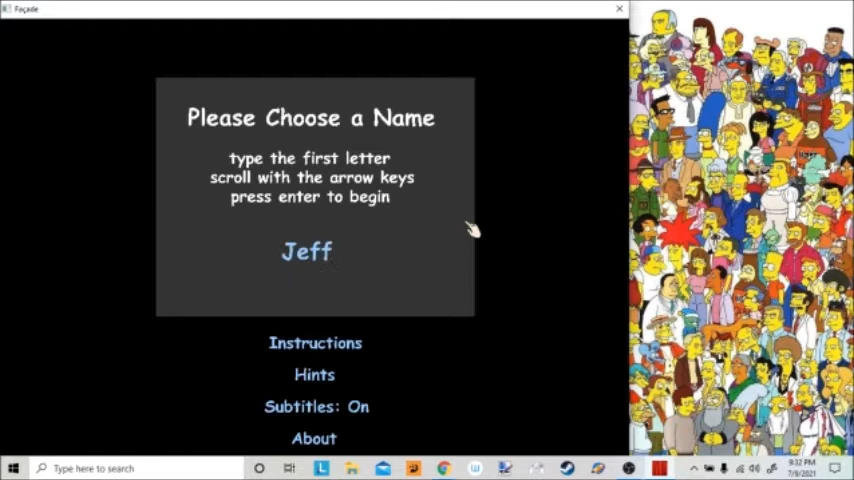 Façade
Please Choose a Name
type the first letter
scroll with the arrow keys
press enter to begin
Jeff
Instructions
Hints
Subtitles: On
About
Type here to search
9:32 PM
7/9/2021